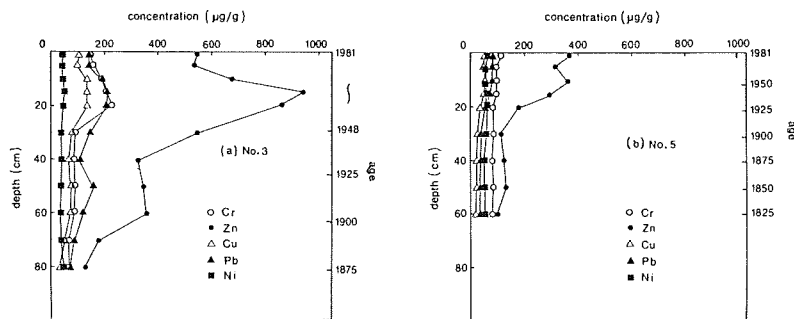 concentration (μg/g)
0 200 400 600 800 1000
0
20
40
60
80
depth (cm)
1981
1948
1925
1900
1875
age
(a) No.3
Cr
Zn
Cu
Pb
Ni
concentration (μg/g)
0 200 400 600 800 1000
0
20
40
60
80
depth (cm)
1981
1950
1925
1900
1875
1850
1825
age
(b) No.5
Cr
Zn
Cu
Pb
Ni